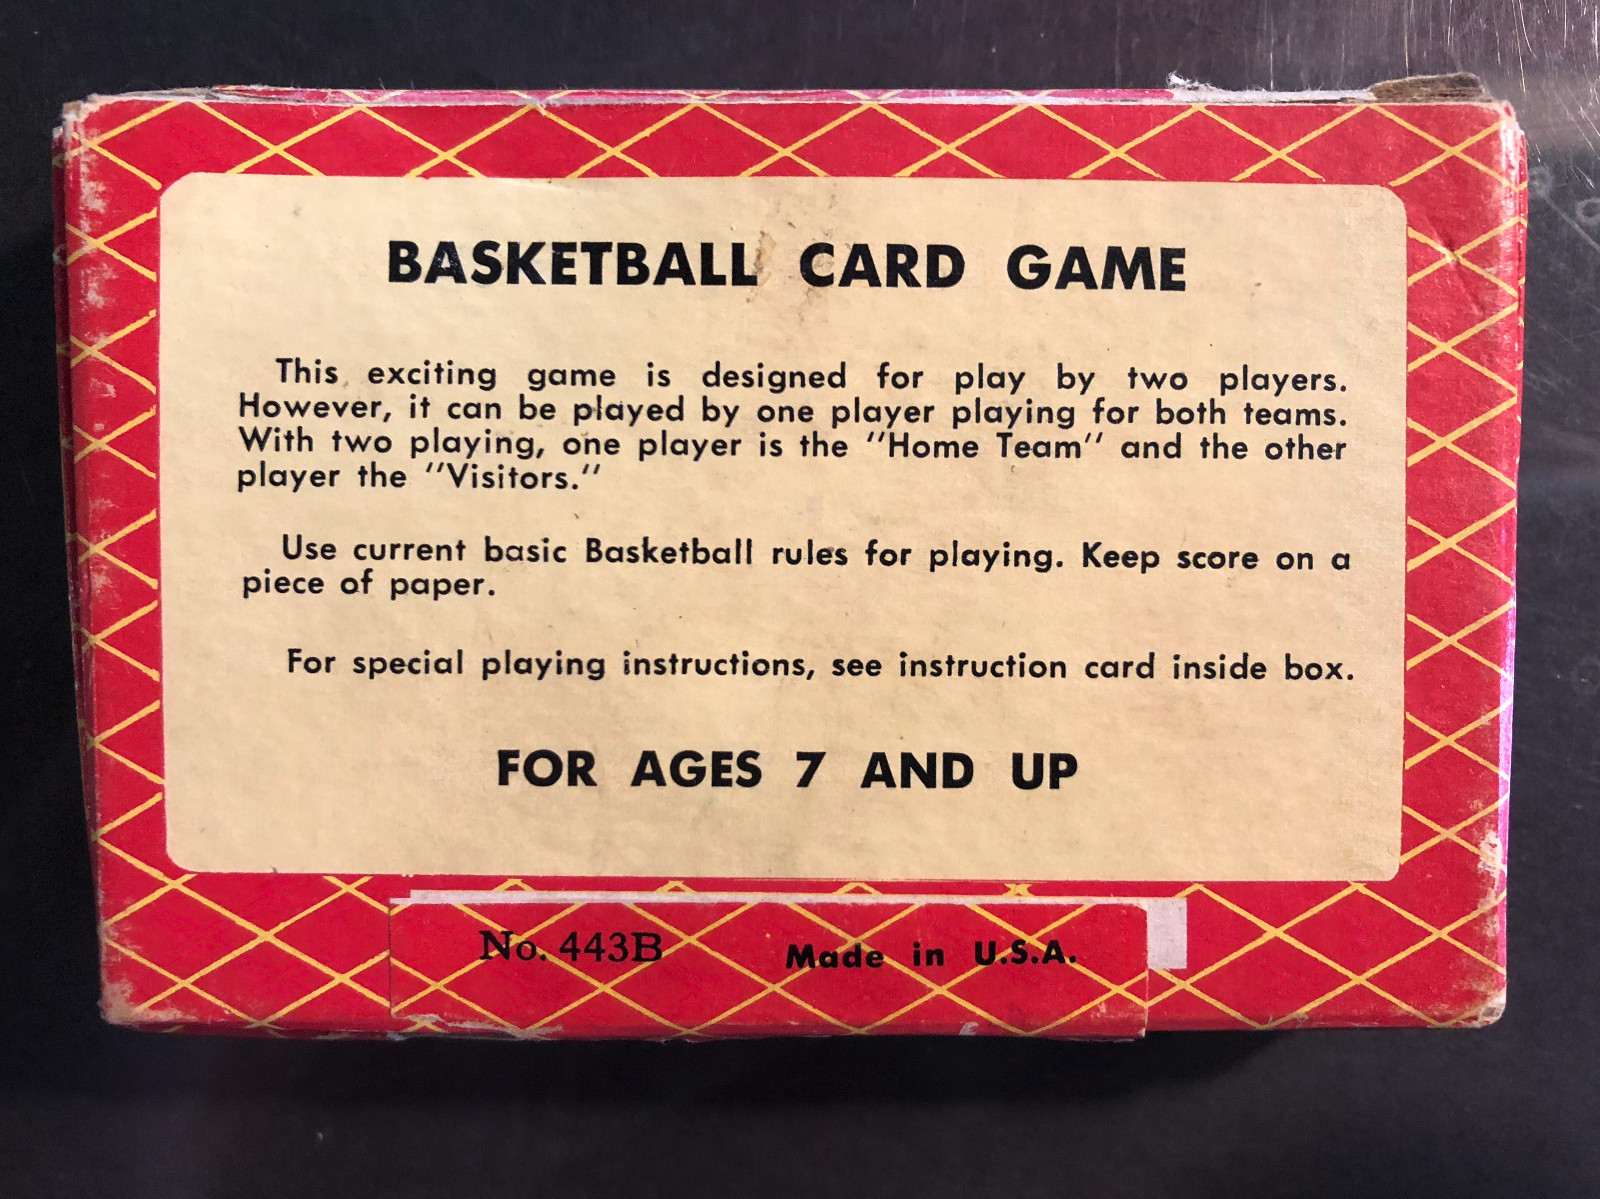 BASKETBALL CARD GAME
This exciting game is designed for play by two players.
However, it can be played by one player playing for both teams.
With two playing, one player is the "Home Team" and the other
player the "Visitors."
Use current basic Basketball rules for playing. Keep score on a
piece of paper.
For special playing instructions, see instruction card inside box.
FOR AGES 7 AND UP
No. 443B Made in U.S.A.